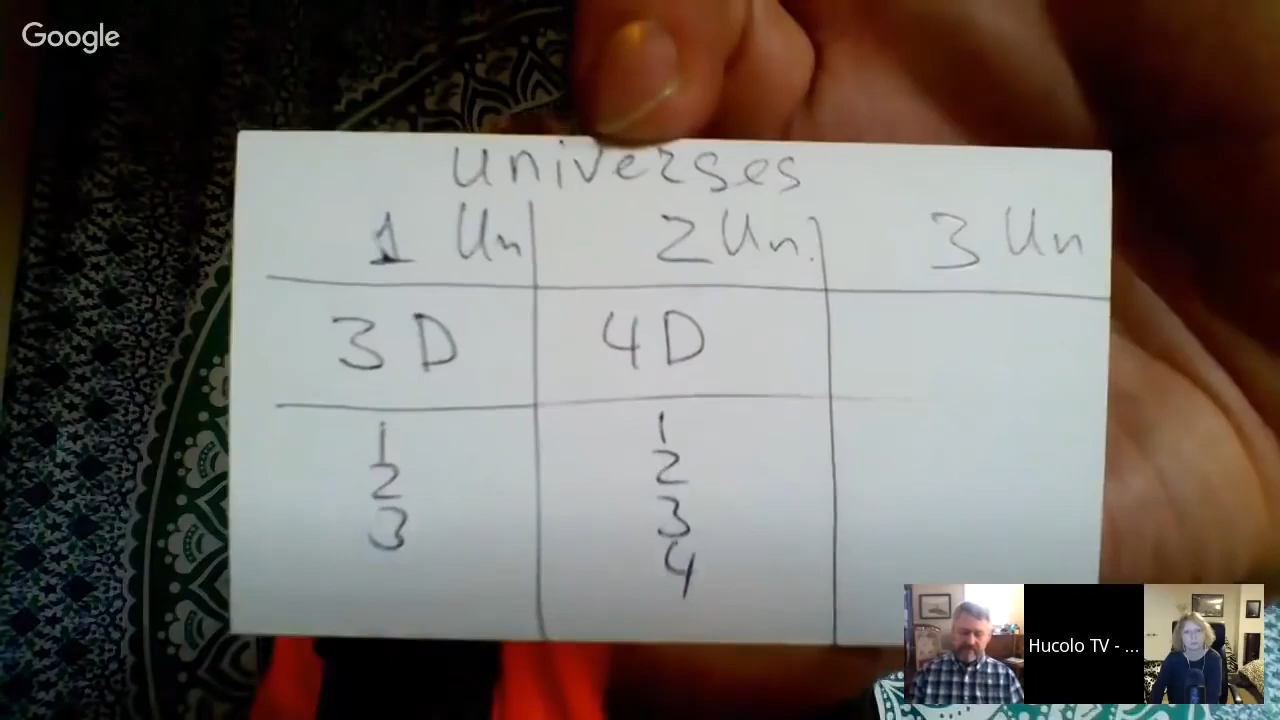 Google
universes
1 Un 2 Un. 3 Un
3 D 4 D
1 1
2 2
3 3
4
Hucolo TV - ...